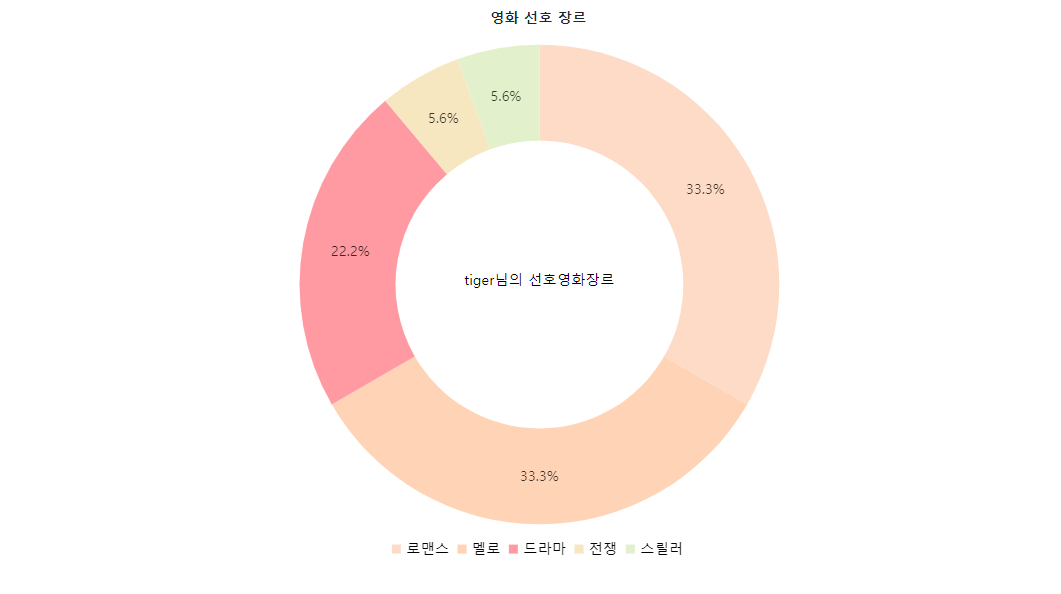 영화 선호 장르
5.6%
5.6%
33.3%
22.2%
tiger님의 선호영화장르
33.3%
로맨스 멜로 드라마 전쟁 스릴러